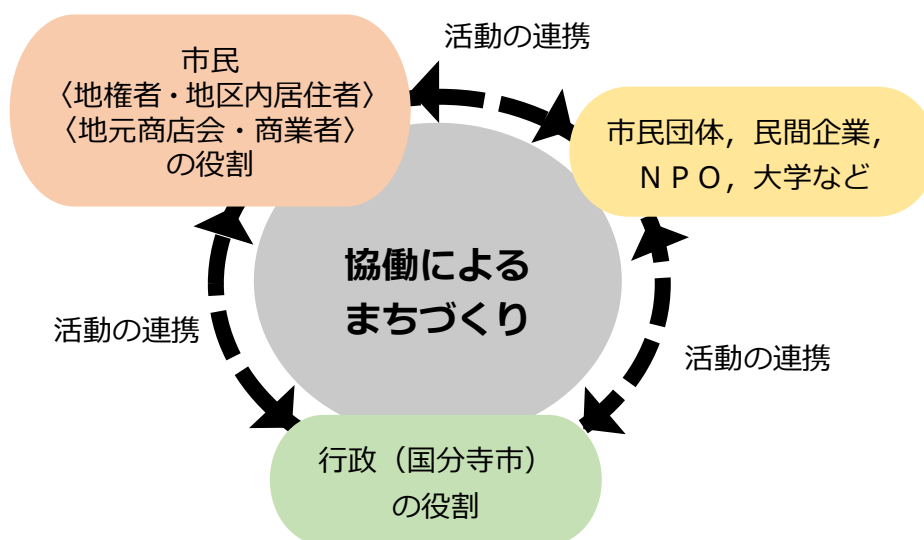 活動の連携
市民
〈地権者・地区内居住者〉
〈地元商店会・商業者〉
の役割
市民団体，民間企業，
ＮＰＯ，大学など
協働による
まちづくり
活動の連携
活動の連携
行政（国分寺市）
の役割